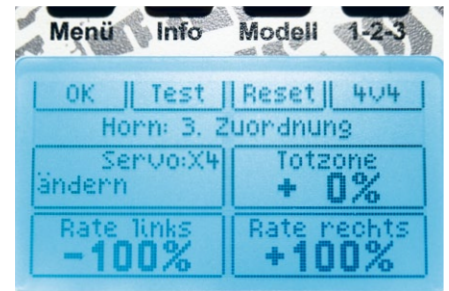 Menü Info Modell 1-2-3
OK Test Reset 4v4
Horn: 3. Zuordnung
Servo:X4 Totzone
ändern + 0%
Rate links Rate rechts
-100% +100%